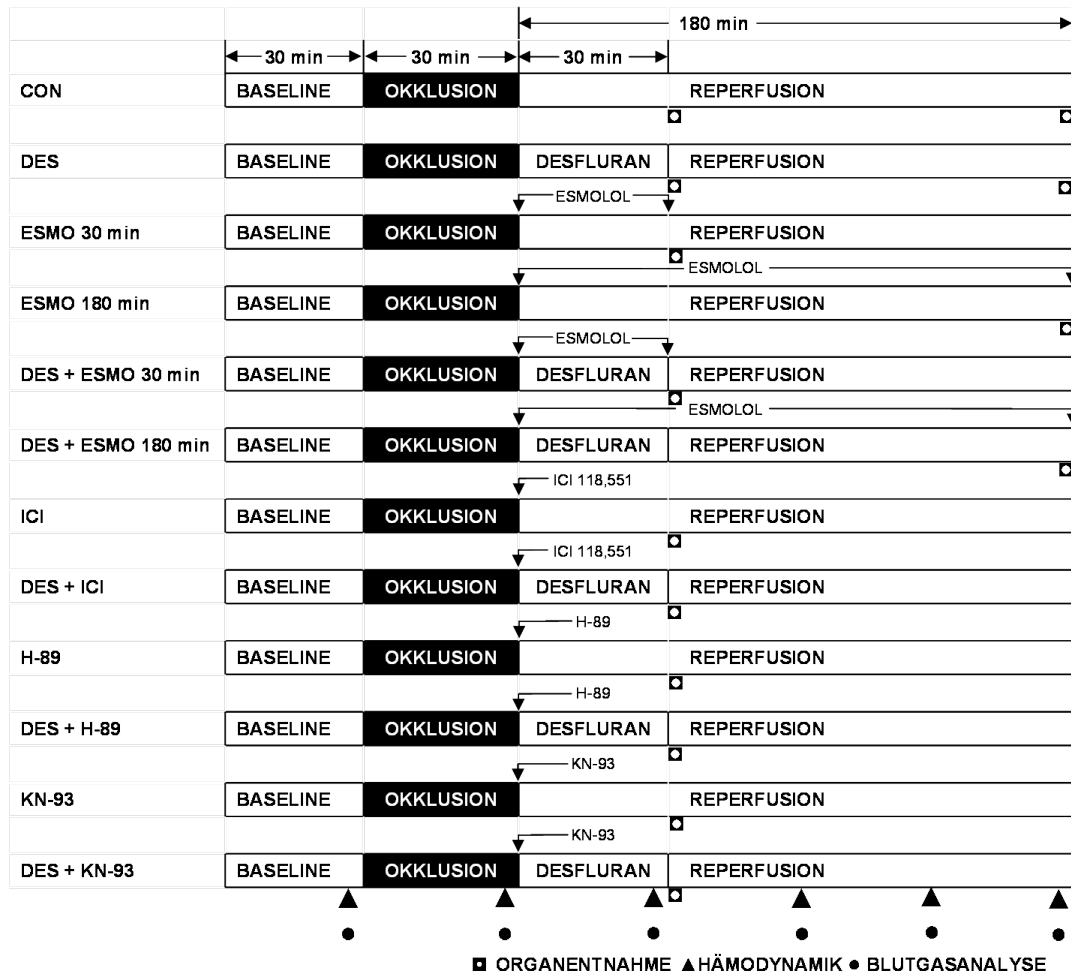 180 min
30 min 30 min 30 min
CON BASELINE OKKLUSION REPERFUSION
DES BASELINE OKKLUSION DESFLURAN REPERFUSION
ESMOLOL
ESMO 30 min BASELINE OKKLUSION REPERFUSION
ESMOLOL
ESMO 180 min BASELINE OKKLUSION REPERFUSION
ESMOLOL
DES + ESMO 30 min BASELINE OKKLUSION DESFLURAN REPERFUSION
ESMOLOL
DES + ESMO 180 min BASELINE OKKLUSION DESFLURAN REPERFUSION
ICI 118,551
ICI BASELINE OKKLUSION REPERFUSION
ICI 118,551
DES + ICI BASELINE OKKLUSION DESFLURAN REPERFUSION
H-89
H-89 BASELINE OKKLUSION REPERFUSION
H-89
DES + H-89 BASELINE OKKLUSION DESFLURAN REPERFUSION
KN-93
KN-93 BASELINE OKKLUSION REPERFUSION
KN-93
DES + KN-93 BASELINE OKKLUSION DESFLURAN REPERFUSION
ORGANENTNAHME HÄMODYNAMIK BLUTGASANALYSE